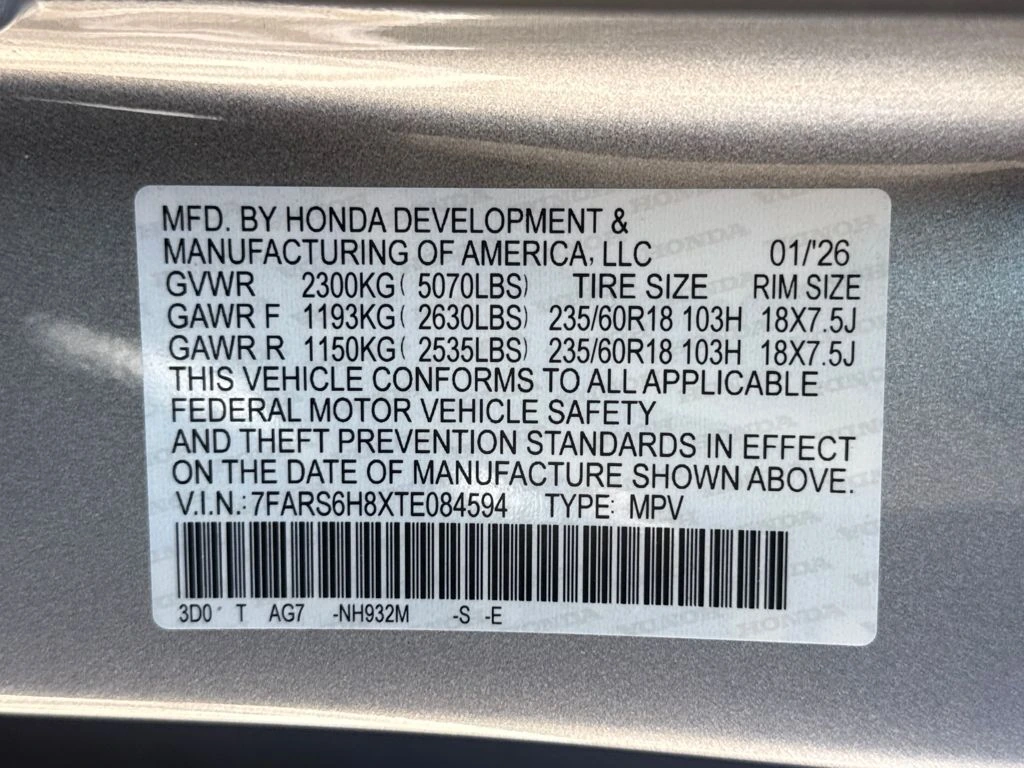 MFD. BY HONDA DEVELOPMENT &
MANUFACTURING OF AMERICA, LLC 01/'26
GVWR 2300KG( 5070LBS) TIRE SIZE RIM SIZE
GAWR F 1193KG( 2630LBS) 235/60R18 103H 18X7.5J
GAWR R 1150KG( 2535LBS) 235/60R18 103H 18X7.5J
THIS VEHICLE CONFORMS TO ALL APPLICABLE
FEDERAL MOTOR VEHICLE SAFETY
AND THEFT PREVENTION STANDARDS IN EFFECT
ON THE DATE OF MANUFACTURE SHOWN ABOVE.
V.I.N.: 7FARS6H8XTE084594 TYPE: MPV
3D0 T AG7 -NH932M -S -E